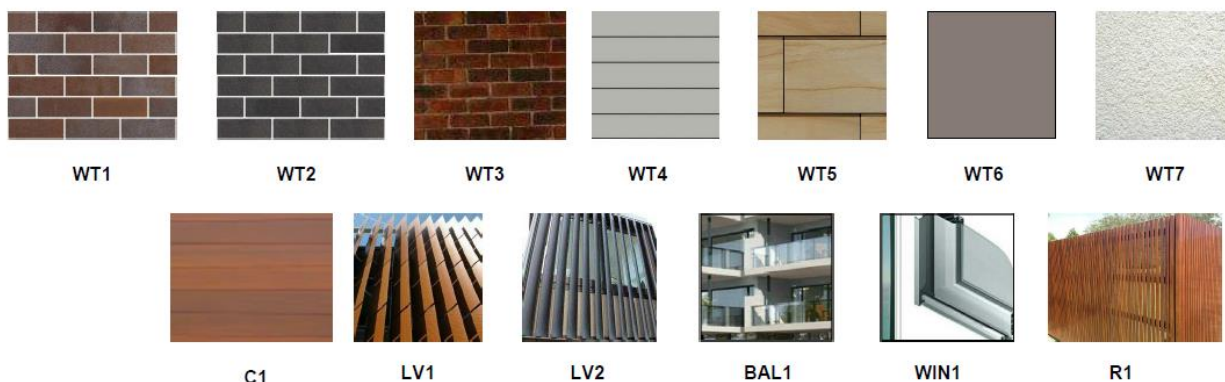 WT1 WT2 WT3 WT4 WT5 WT6 WT7
C1 LV1 LV2 BAL1 WIN1 R1